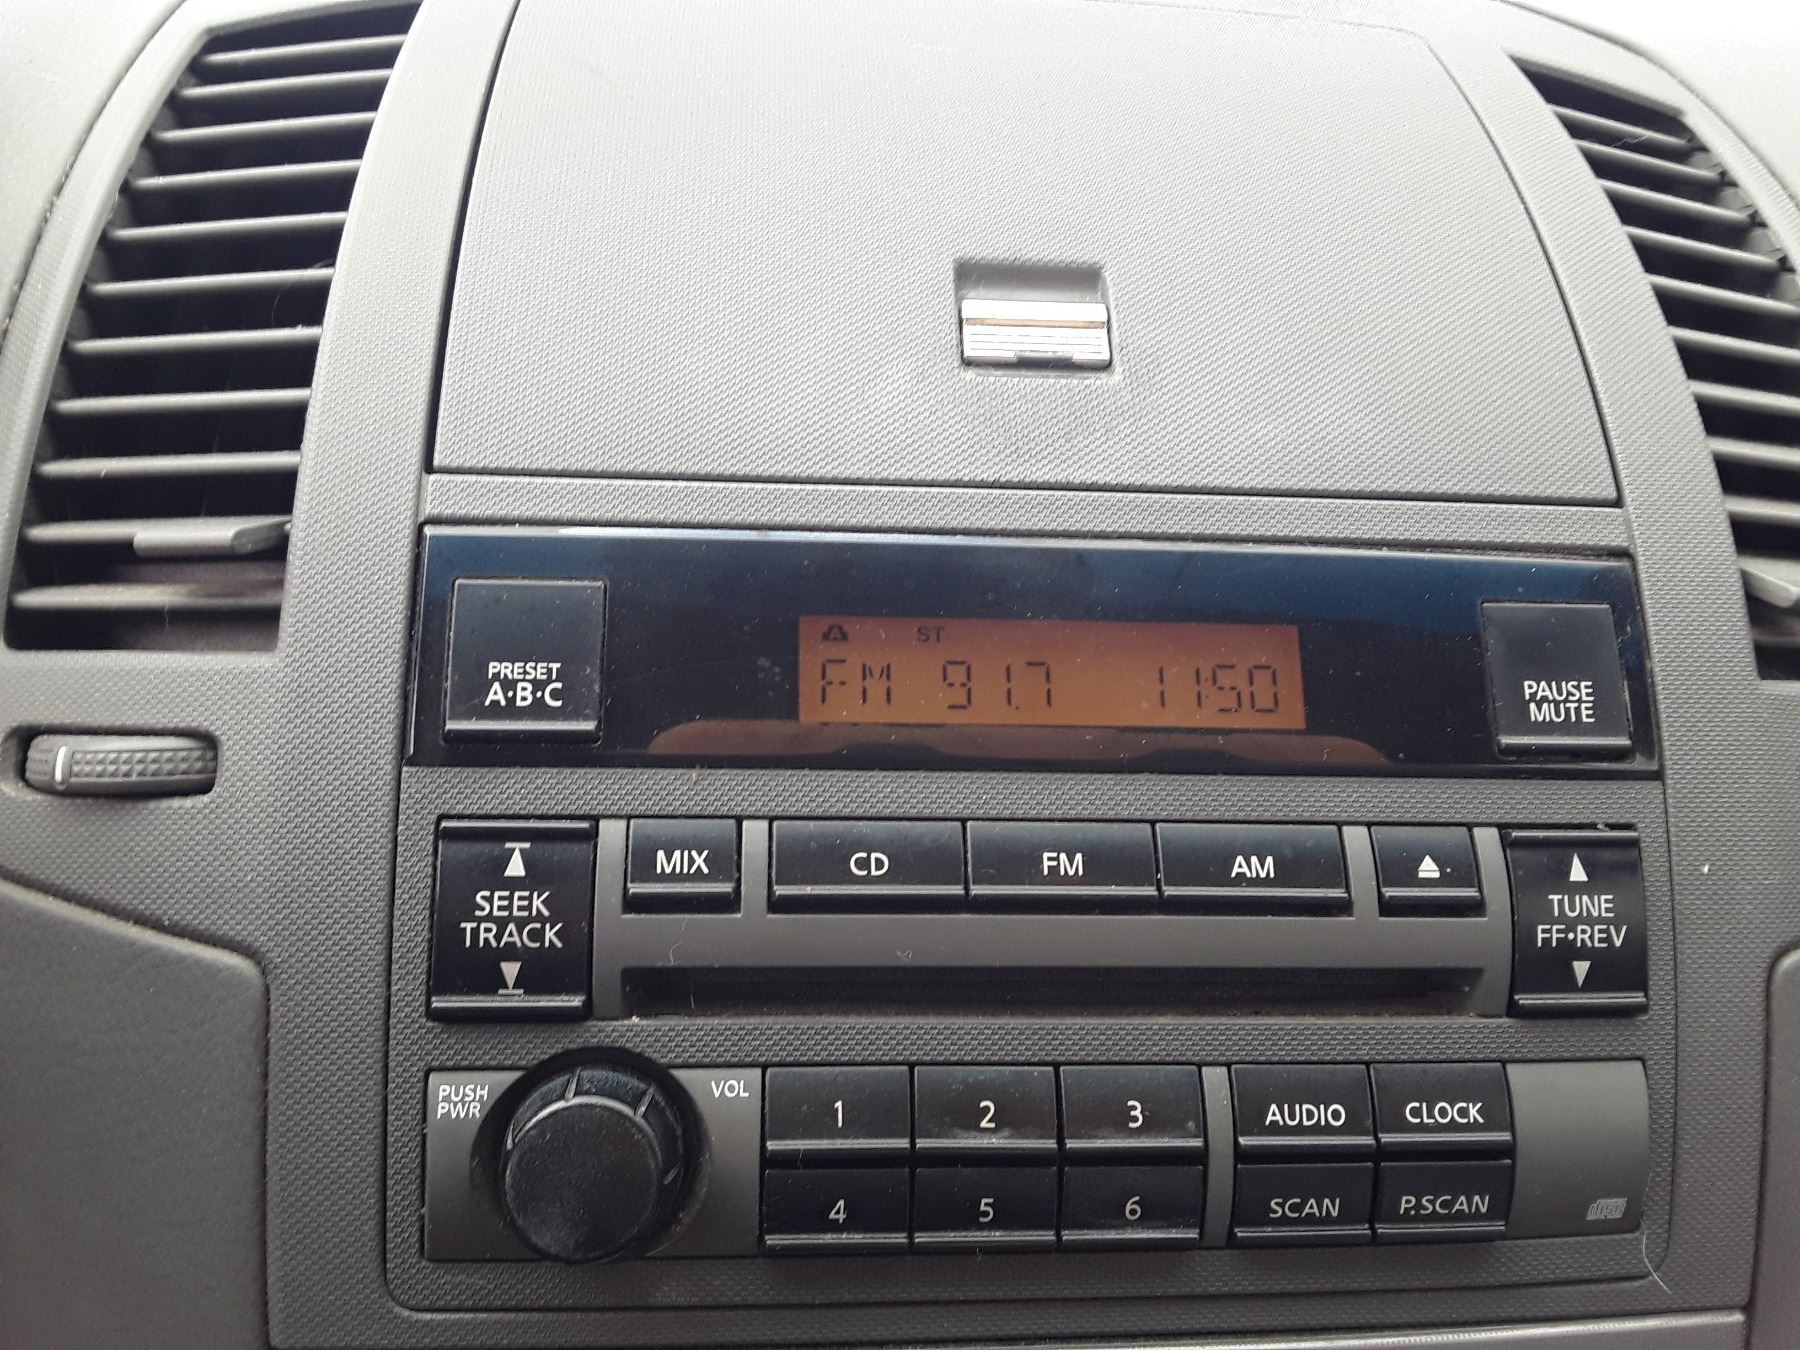 A ST
FM 91.7 11:50
PRESET
A·B·C
PAUSE
MUTE
SEEK
TRACK
MIX
CD
FM
AM
TUNE
FF·REV
PUSH
PWR
VOL
1
2
3
AUDIO
CLOCK
4
5
6
SCAN
P.SCAN
disc